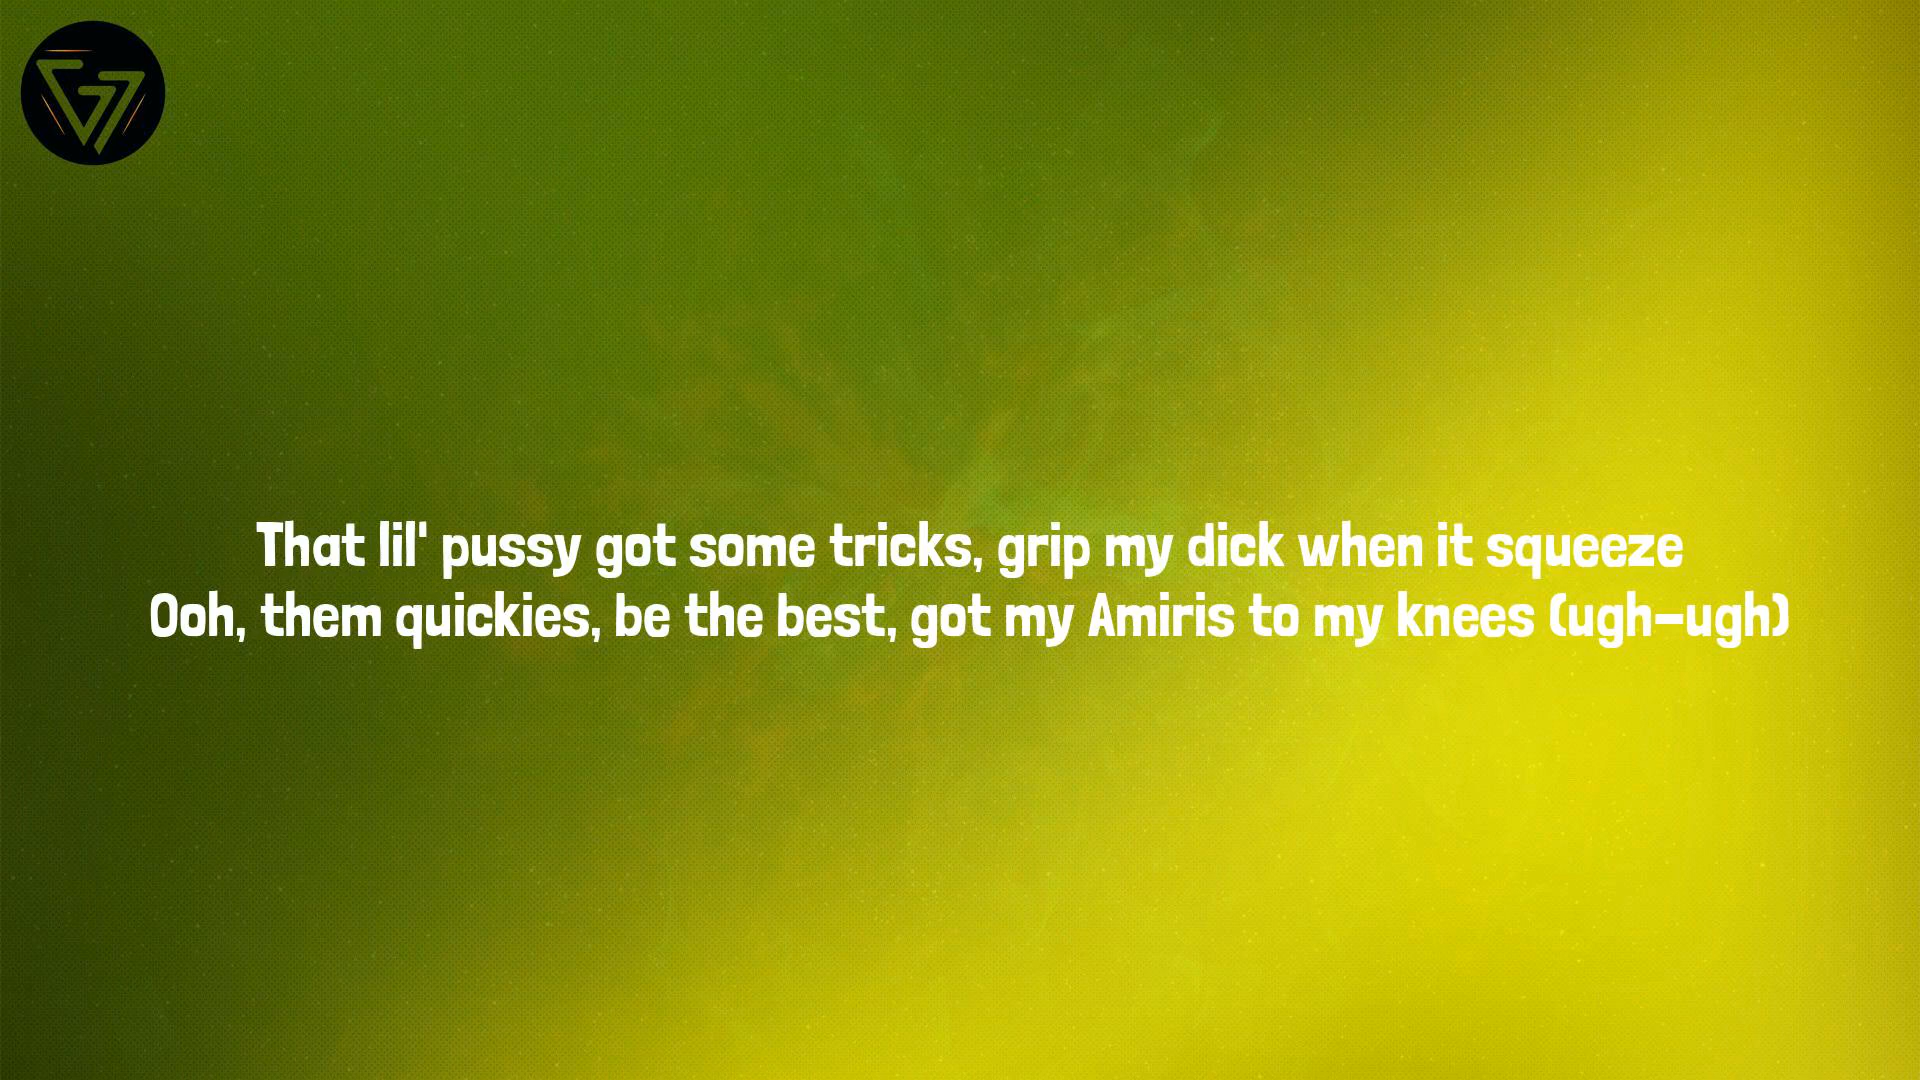 That lil' pussy got some tricks, grip my dick when it squeeze
Ooh, them quickies, be the best, got my Amiris to my knees (ugh-ugh)